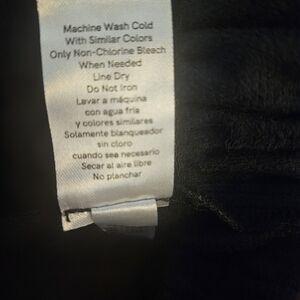 Machine Wash Cold
With Similar Colors
Only Non-Chlorine Bleach
When Needed
Line Dry
Do Not Iron
Lavar a máquina
con agua fría
y colores similares
Solamente blanqueador
sin cloro
cuando sea necesario
Secar al aire libre
No planchar